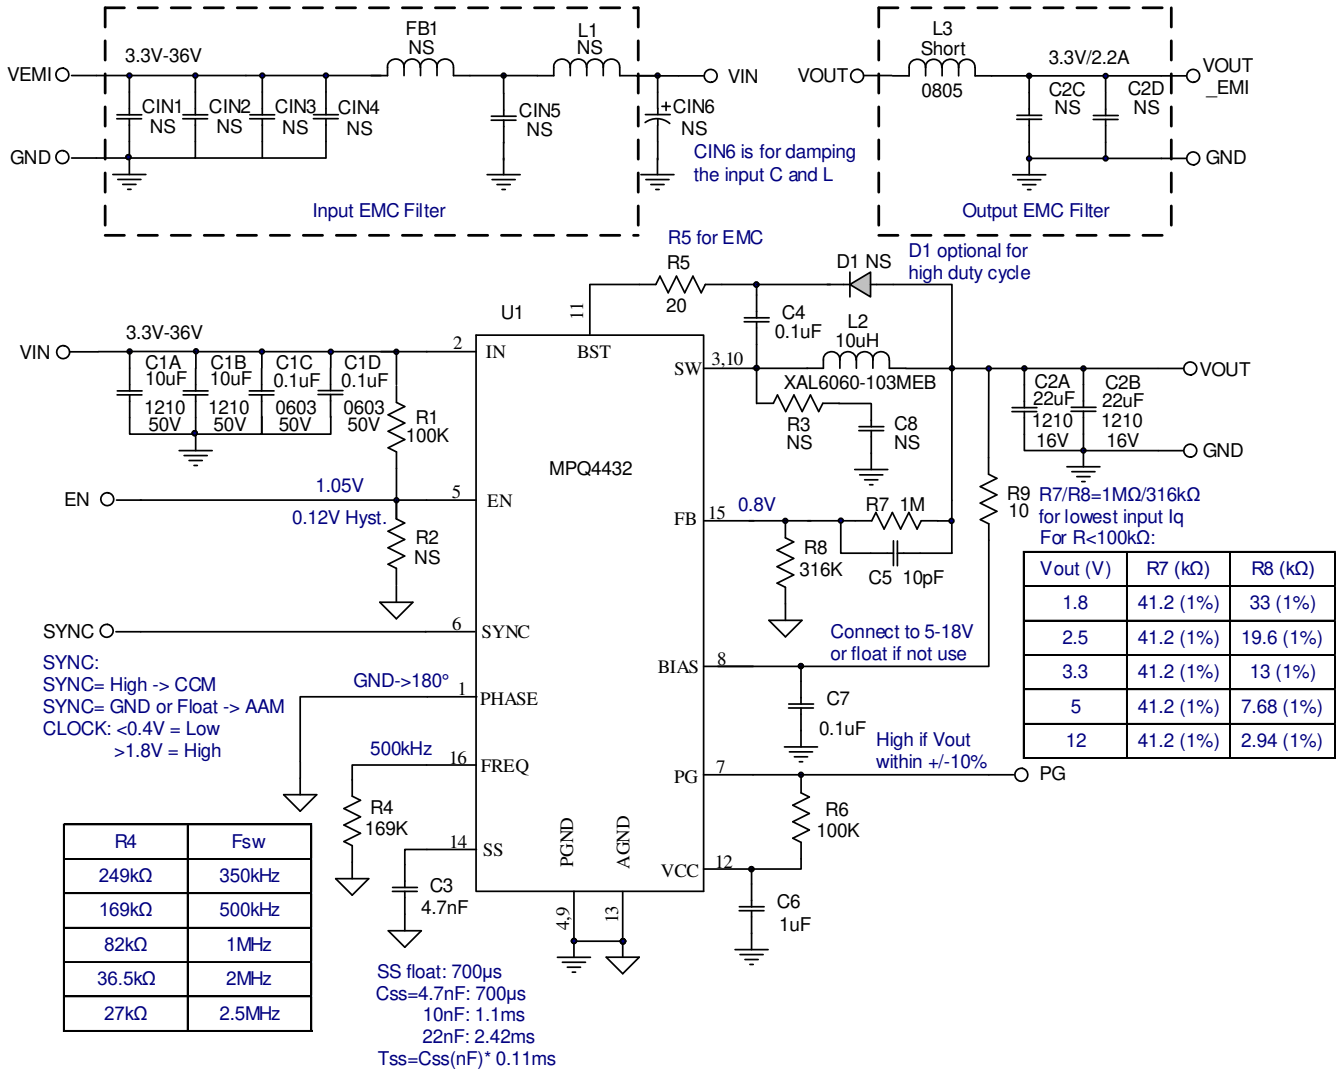 FB1
NS
L1
NS
3.3V-36V
VEMI
VIN
CIN1
NS
CIN2
NS
CIN3
NS
CIN4
NS
CIN5
NS
+
CIN6
NS
GND
CIN6 is for damping
the input C and L
Input EMC Filter
L3
Short
0805
VOUT
3.3V/2.2A
C2C
NS
C2D
NS
VOUT
_EMI
GND
Output EMC Filter
R5 for EMC
R5
20
D1 NS
D1 optional for
high duty cycle
U1
11
BST
C4
0.1uF
L2
10uH
XAL6060-103MEB
VIN
3.3V-36V
2
IN
C1A
10uF
1210
50V
C1B
10uF
1210
50V
C1C
0.1uF
0603
50V
C1D
0.1uF
0603
50V
R1
100K
SW
3,10
R3
NS
C8
NS
VOUT
C2A
22uF
1210
16V
C2B
22uF
1210
16V
GND
MPQ4432
EN
1.05V
0.12V Hyst.
5
EN
R2
NS
FB
15
0.8V
R7 1M
R8
316K
C5 10pF
R9
10
R7/R8=1MΩ/316kΩ
for lowest input Iq
For R<100kΩ:
Vout (V) R7 (kΩ) R8 (kΩ)
1.8 41.2 (1%) 33 (1%)
2.5 41.2 (1%) 19.6 (1%)
3.3 41.2 (1%) 13 (1%)
5 41.2 (1%) 7.68 (1%)
12 41.2 (1%) 2.94 (1%)
SYNC
6
SYNC
SYNC:
SYNC= High -> CCM
SYNC= GND or Float -> AAM
CLOCK: <0.4V = Low
>1.8V = High
GND->180°
1
PHASE
Connect to 5-18V
or float if not use
BIAS
8
C7
0.1uF
500kHz
16
FREQ
R4
169K
High if Vout
within +/-10%
PG
7
PG
R6
100K
14
SS
C3
4.7nF
PGND
AGND
VCC
12
C6
1uF
4,9
13
R4 Fsw
249kΩ 350kHz
169kΩ 500kHz
82kΩ 1MHz
36.5kΩ 2MHz
27kΩ 2.5MHz
SS float: 700µs
Css=4.7nF: 700µs
10nF: 1.1ms
22nF: 2.42ms
Tss=Css(nF)* 0.11ms